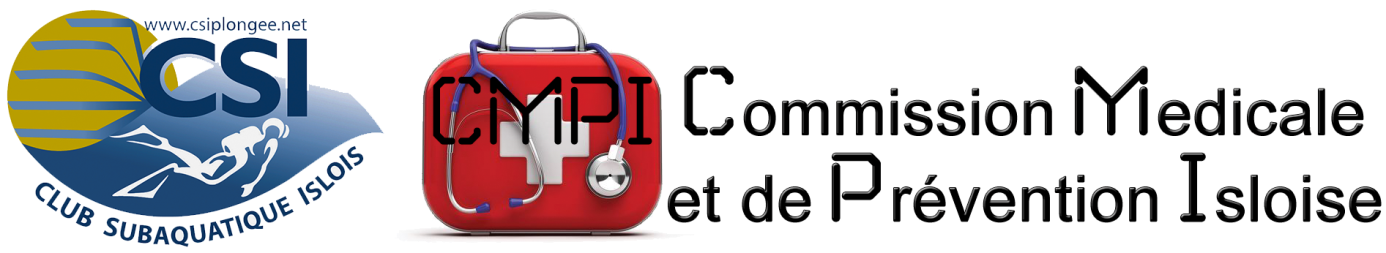 www.csiplongee.net
CSI
CLUB SUBAQUATIQUE ISLOIS
CMPI
Commission Medicale
et de Prévention Isloise